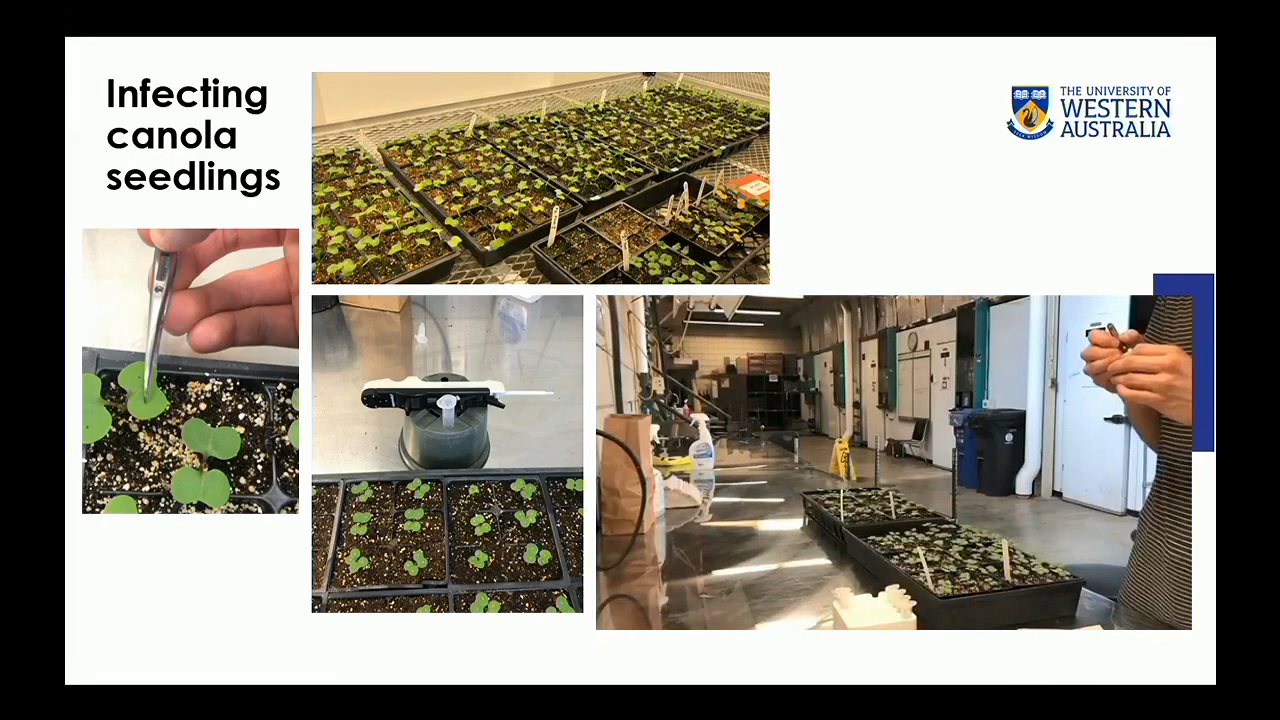 Infecting
canola
seedlings
THE UNIVERSITY OF
WESTERN
AUSTRALIA